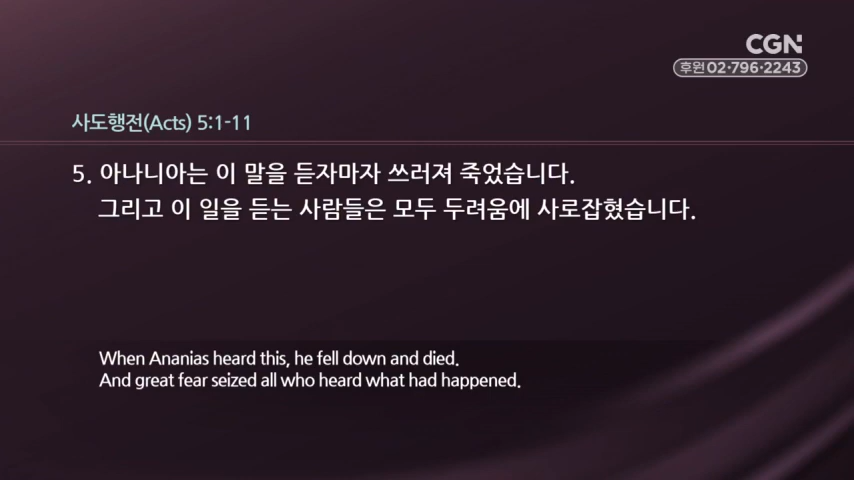 CGN
후원 02·796·2243
사도행전(Acts) 5:1-11
5. 아나니아는 이 말을 듣자마자 쓰러져 죽었습니다.
그리고 이 일을 듣는 사람들은 모두 두려움에 사로잡혔습니다.
When Ananias heard this, he fell down and died.
And great fear seized all who heard what had happened.